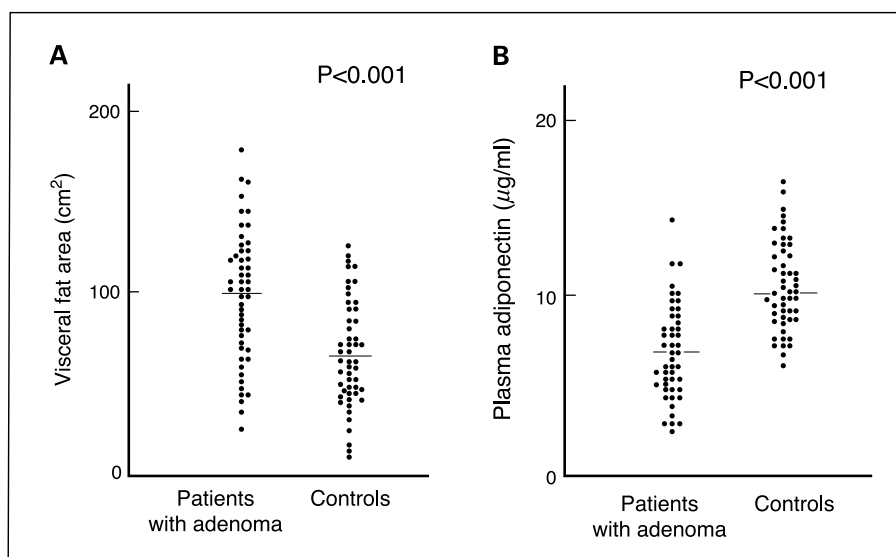 A
P<0.001
Visceral fat area (cm²)
200
100
0
Patients
with adenoma
Controls
B
P<0.001
Plasma adiponectin (μg/ml)
20
10
0
Patients
with adenoma
Controls